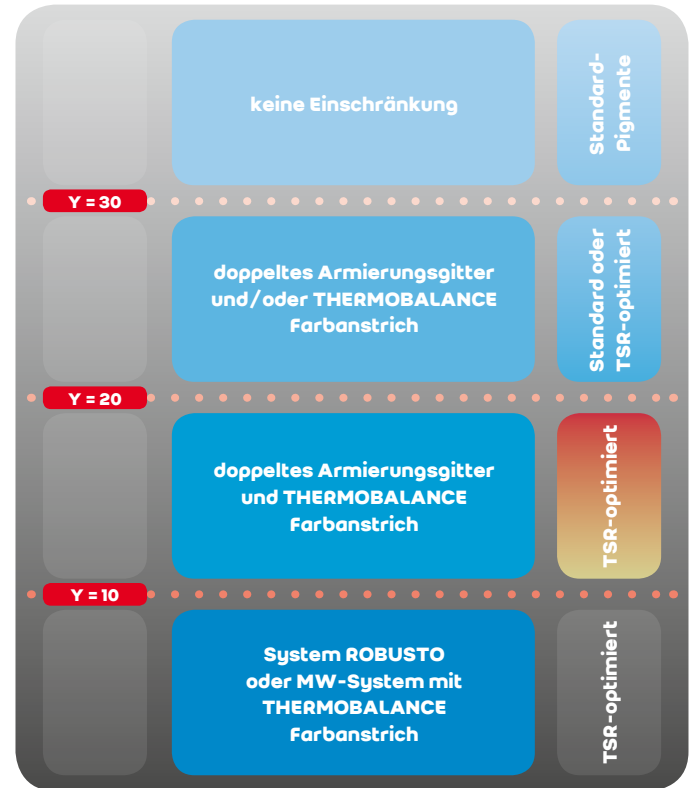 keine Einschränkung
Standard-
Pigmente
Y = 30
doppeltes Armierungsgitter
und/oder THERMOBALANCE
Farbanstrich
Standard oder
TSR-optimiert
Y = 20
doppeltes Armierungsgitter
und THERMOBALANCE
Farbanstrich
TSR-optimiert
Y = 10
System ROBUSTO
oder MW-System mit
THERMOBALANCE
Farbanstrich
TSR-optimiert